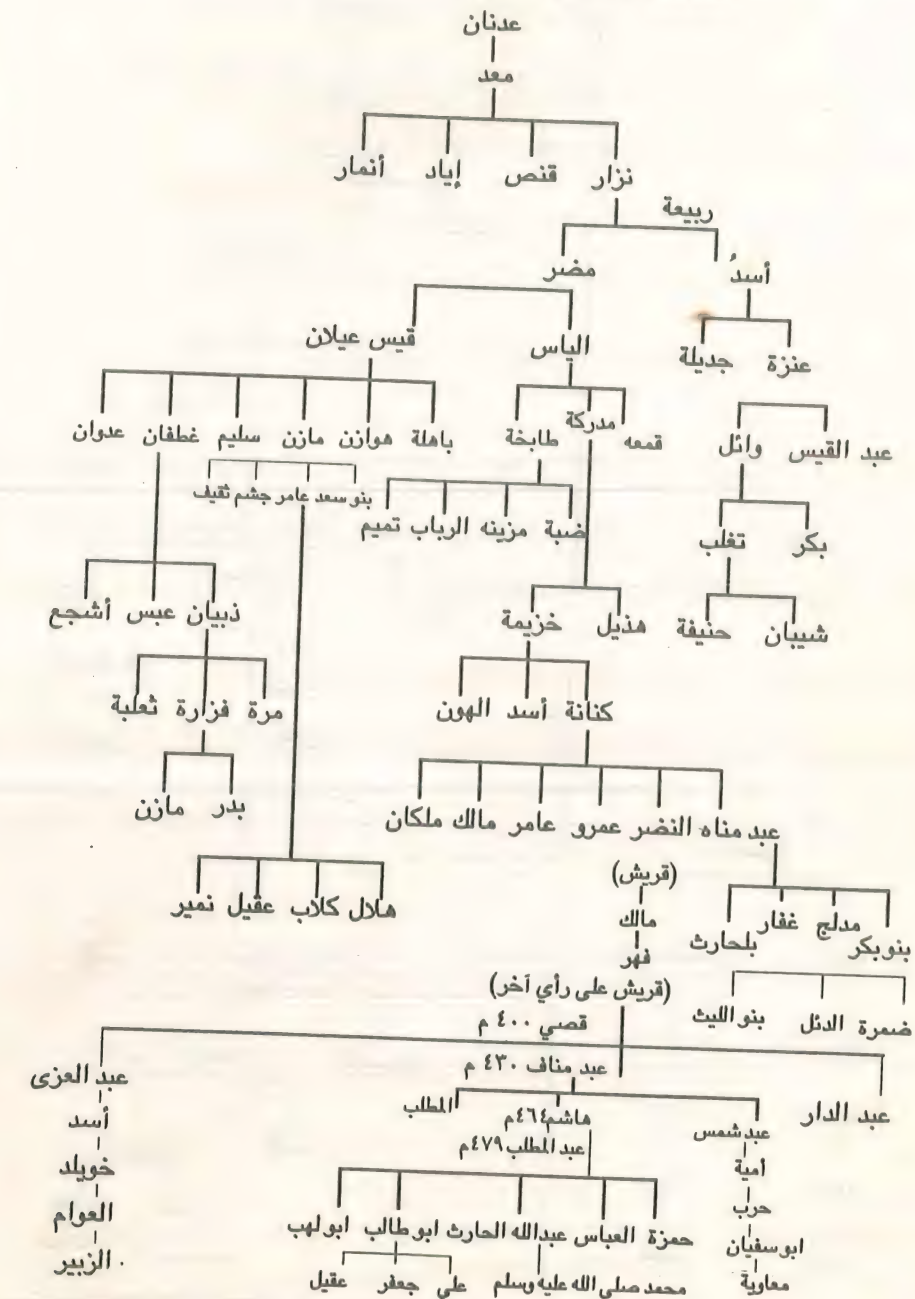 عدنان
معد
نزار قنص إياد أنمار
ربيعة
أسدُ مضر
الياس قيس عيلان
عنزة جديلة
قمعه مدركة طابخة باهلة هوازن مازن سليم غطفان عدوان
عبد القيس وائل
بنو سعد عامر جشم ثقيف
ضبة مزينه الرباب تميم
بكر تغلب
ذبيان عبس أشجع
هذيل خزيمة
شيبان حنيفة
كنانة أسد الهون
مرة فزارة ثعلبة
بدر مازن
عبد مناه النضر عمرو عامر مالك ملكان
(قريش)
هلال كلاب عقيل نمير
مالك
بنو بكر مدلج غفار بلحارث
فهر
(قريش على رأي آخر)
ضمرة الدئل بنو الليث
قصي ٤٠٠ م
عبد مناف ٤٣٠ م
عبد الدار عبد العزى
عبد شمس هاشم ٤٦٤م المطلب
أسد
عبد المطلب ٤٧٩م
أمية
خويلد
حرب
العوام
حمزة العباس عبدالله الحارث ابو طالب ابو لهب
ابو سفيان
الزبير
معاوية
محمد صلى الله عليه وسلم على جعفر عقيل